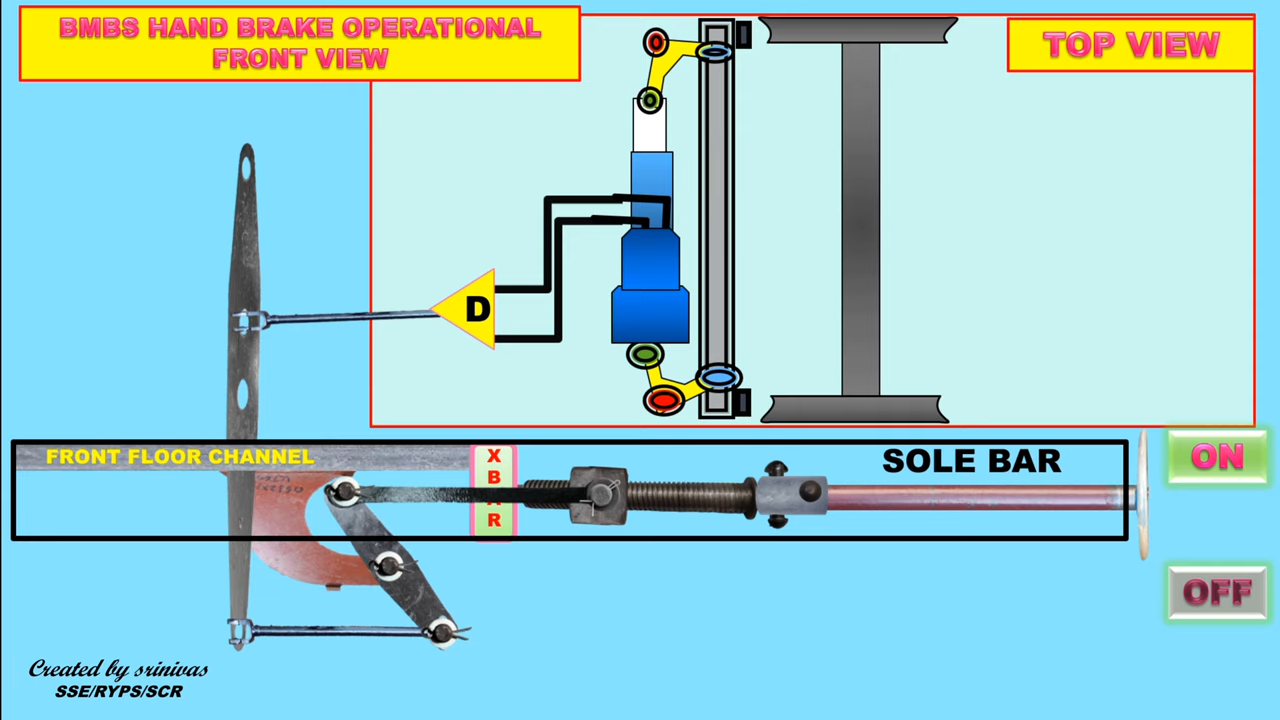 BMBS HAND BRAKE OPERATIONAL
FRONT VIEW
TOP VIEW
D
FRONT FLOOR CHANNEL
X
B
A
R
SOLE BAR
ON
OFF
Created by srinivas
SSE/RYPS/SCR